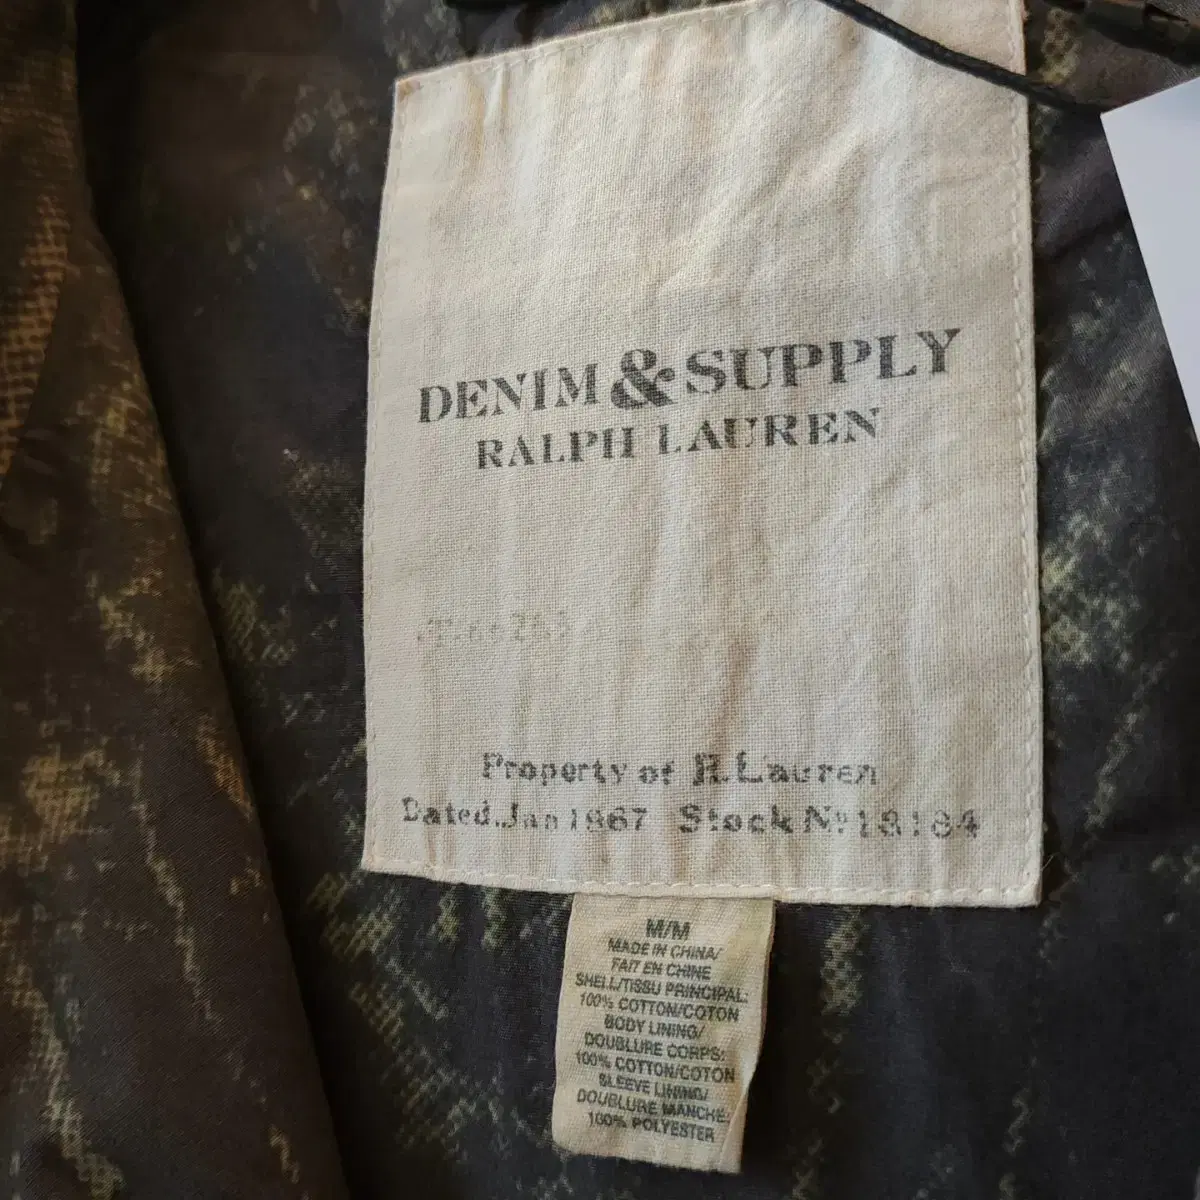 DENIM & SUPPLY
RALPH LAUREN
Property of R. Lauren
Dated. Jan 1967 Stock No 18184
M/M
MADE IN CHINA/
FAIT EN CHINE
SHELL/TISSU PRINCIPAL:
100% COTTON/COTON
BODY LINING/
DOUBLURE CORPS:
100% COTTON/COTON
SLEEVE LINING/
DOUBLURE MANCHE:
100% POLYESTER